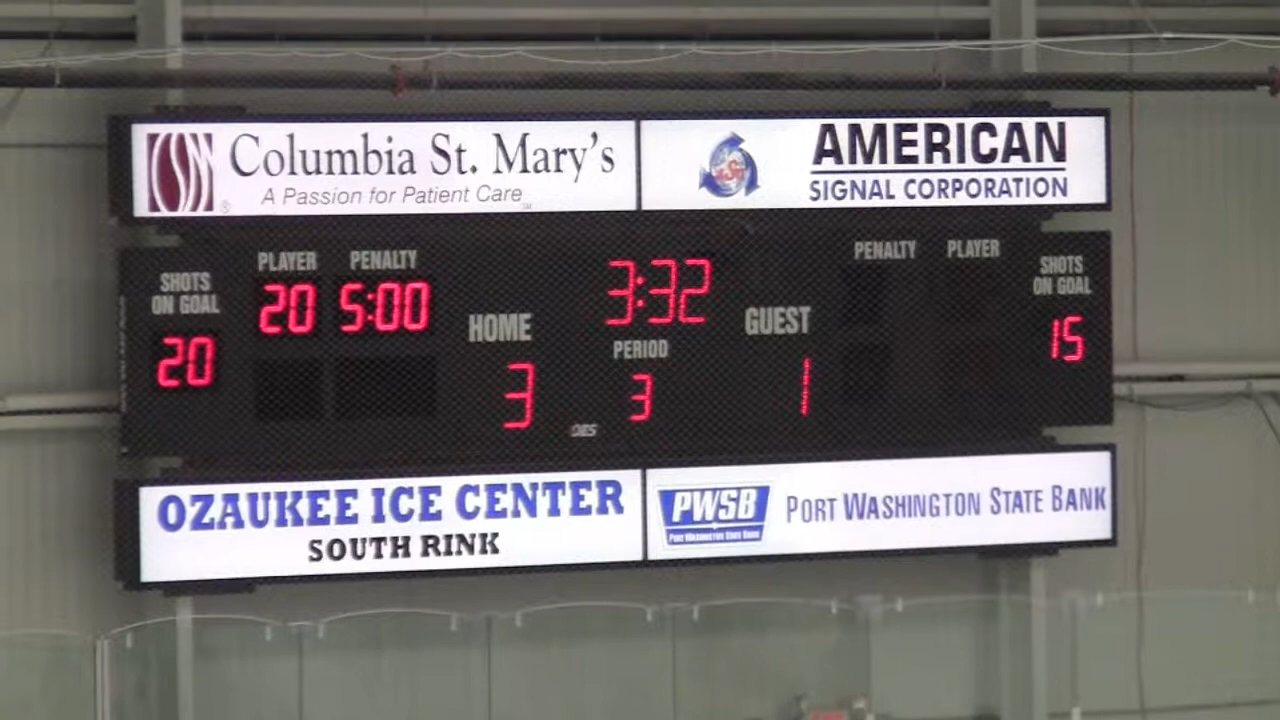 Columbia St. Mary's
A Passion for Patient Care
AMERICAN
SIGNAL CORPORATION
SHOTS
ON GOAL
20
PLAYER PENALTY
20 5:00
HOME
3
3:32
PERIOD
3
GUEST
1
PENALTY PLAYER
SHOTS
ON GOAL
15
OES
OZAUKEE ICE CENTER
SOUTH RINK
PWSB
PORT WASHINGTON STATE BANK
PORT WASHINGTON STATE BANK